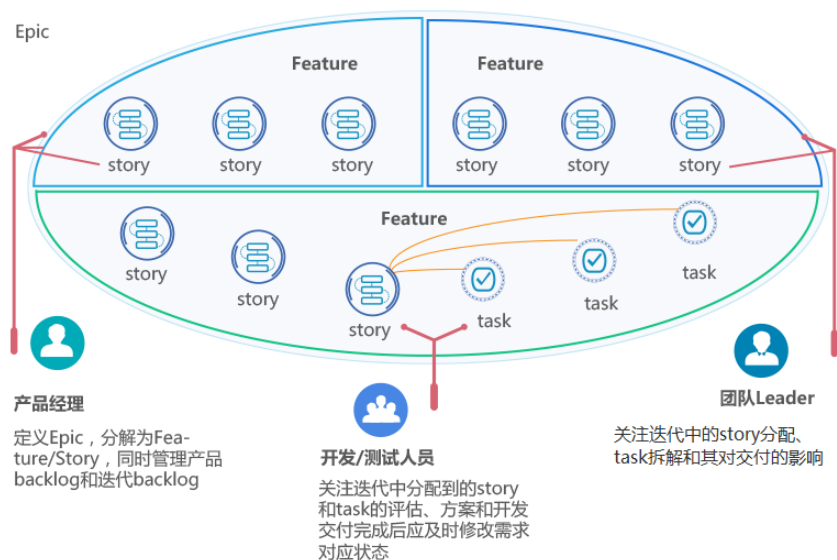 Epic
Feature
Feature
story
story
story
story
story
story
Feature
story
story
story
task
task
task
产品经理
定义Epic，分解为Fea-
ture/Story，同时管理产品
backlog和迭代backlog
开发/测试人员
关注迭代中分配到的story
和task的评估、方案和开发
交付完成后应及时修改需求
对应状态
团队Leader
关注迭代中的story分配、
task拆解和其对交付的影响